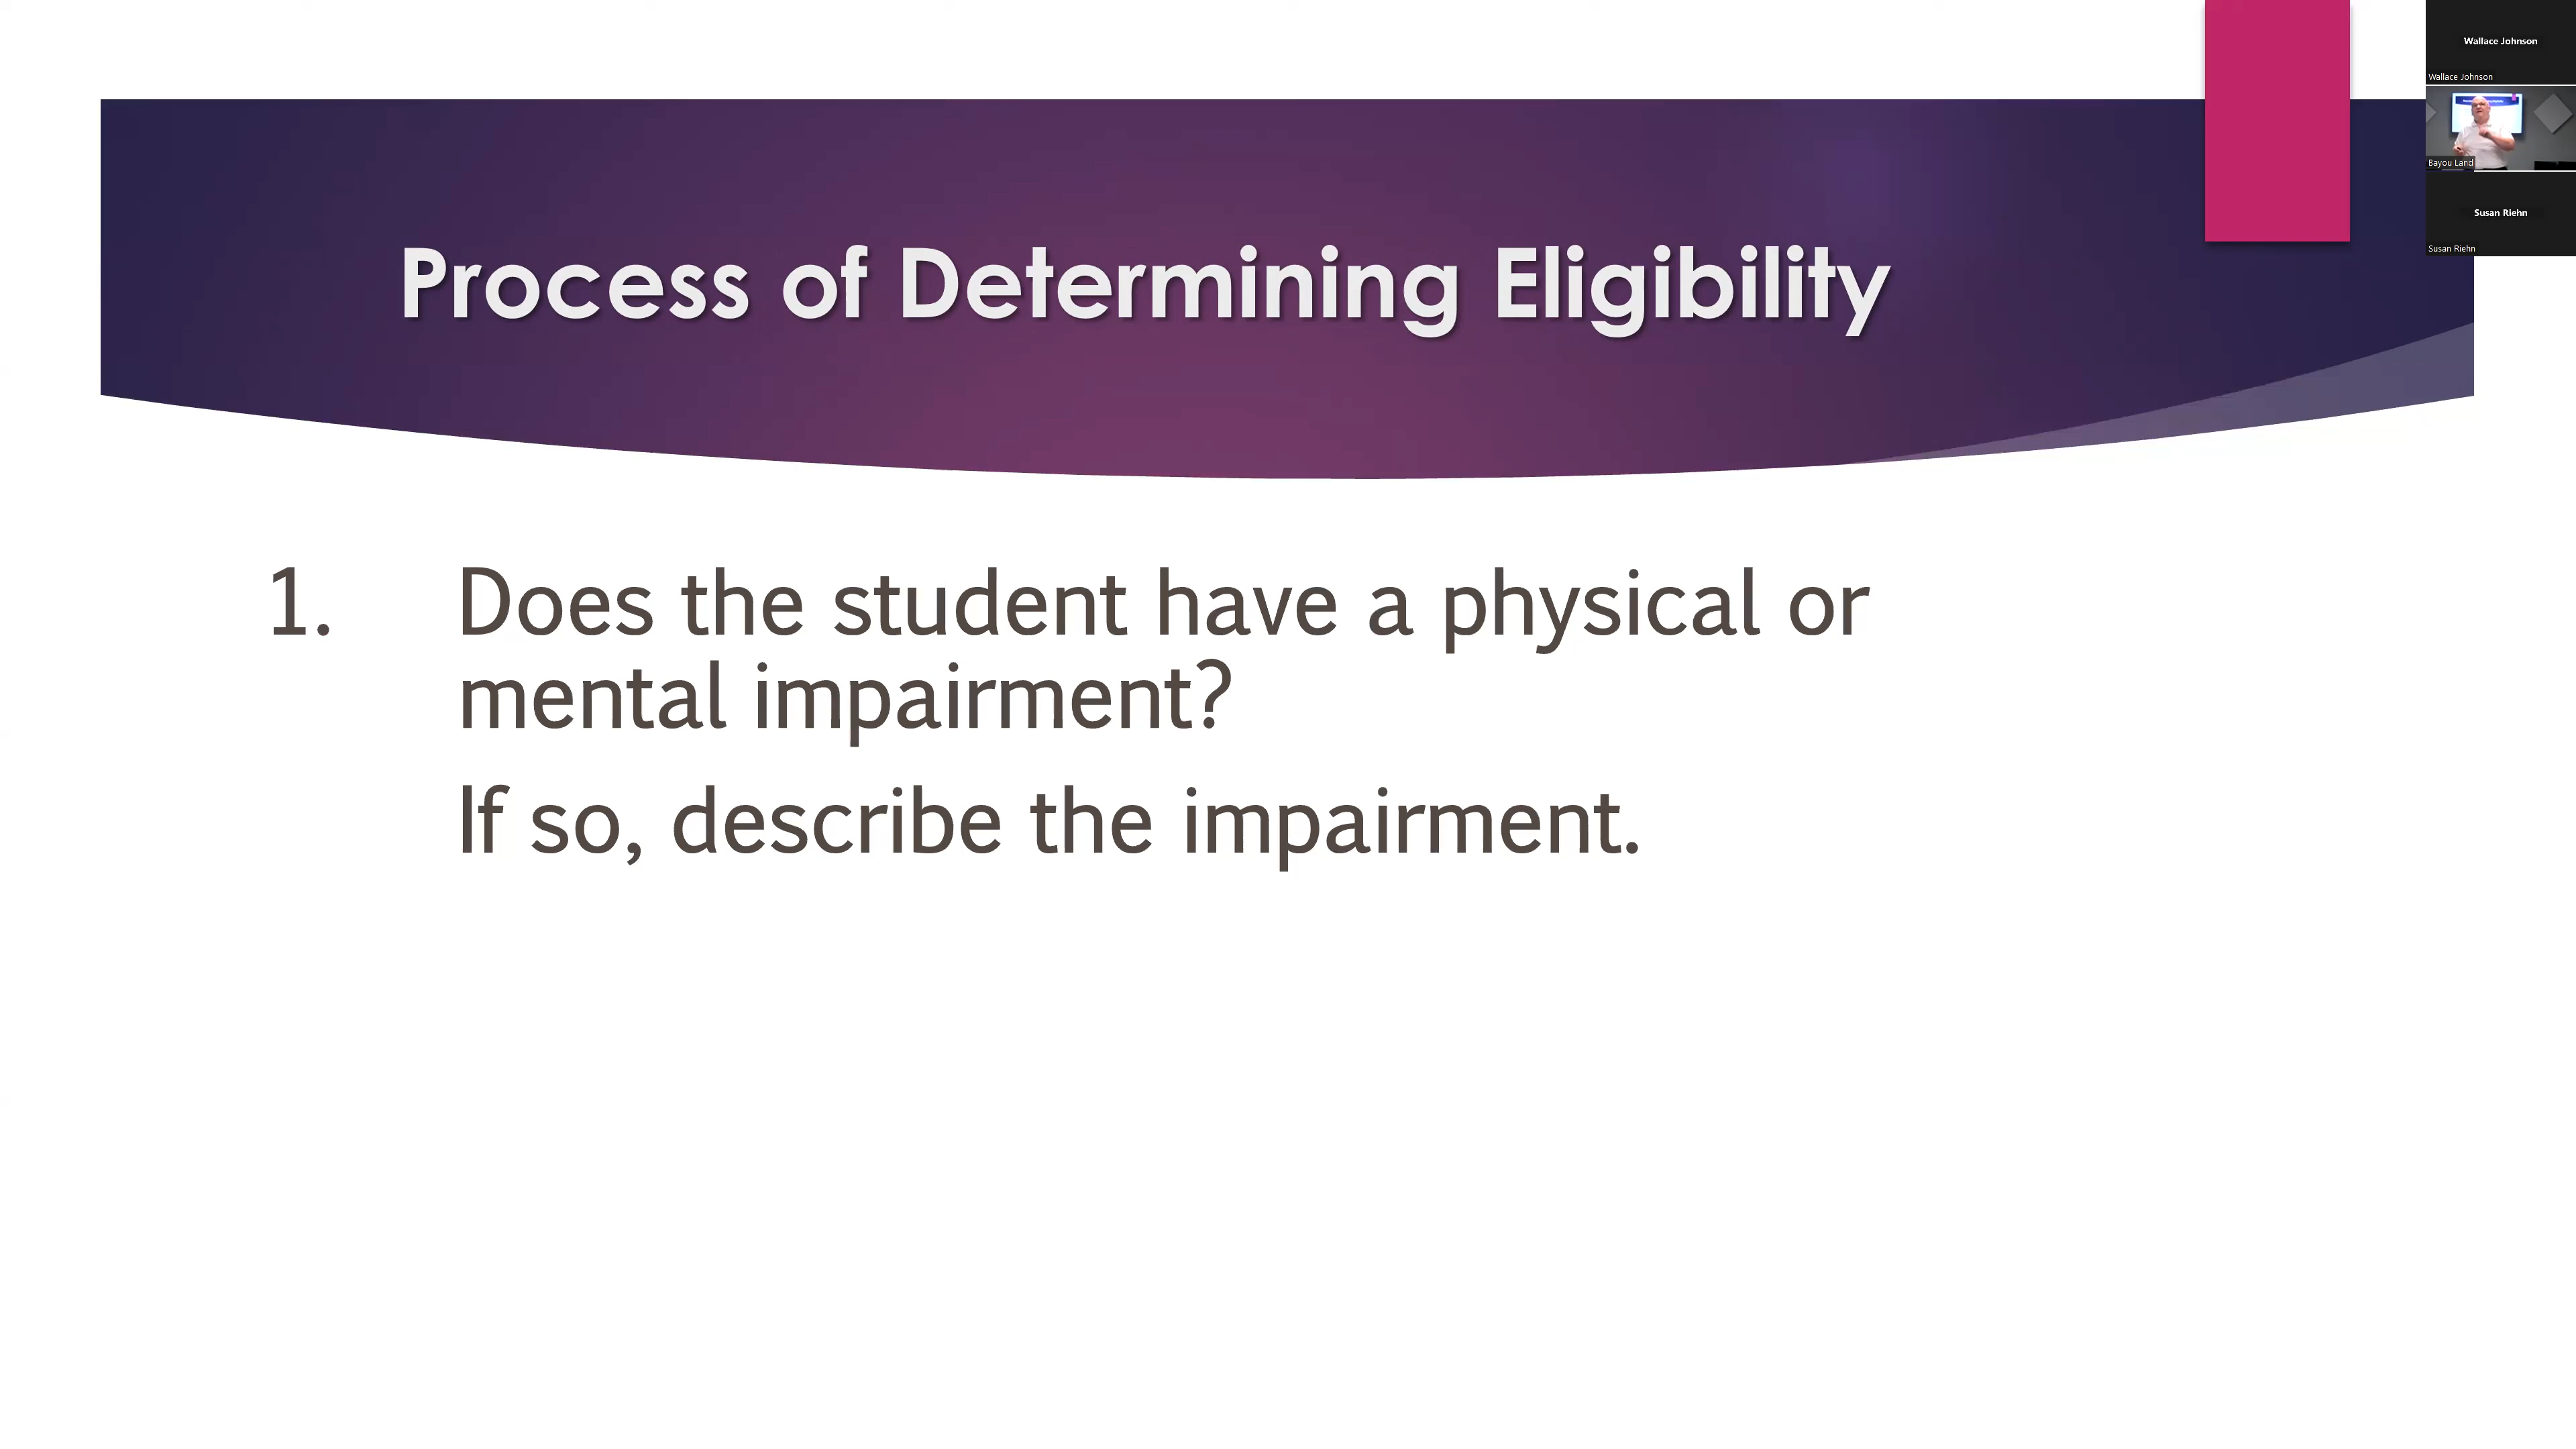 Wallace Johnson
Wallace Johnson
Bayou Land
Susan Riehn
Susan Riehn
Process of Determining Eligibility
1. Does the student have a physical or
mental impairment?
If so, describe the impairment.